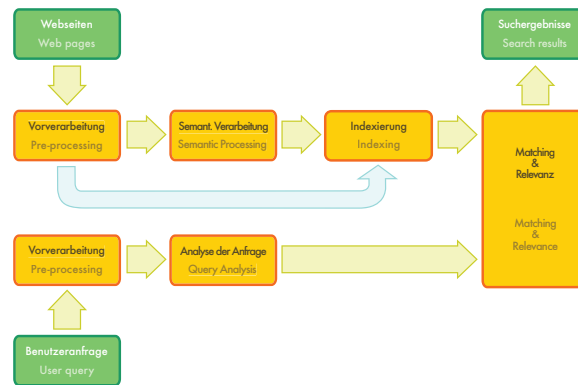 Webseiten
Web pages
Suchergebnisse
Search results
Vorverarbeitung
Pre-processing
Semant. Verarbeitung
Semantic Processing
Indexierung
Indexing
Matching
&
Relevanz
Matching
&
Relevance
Vorverarbeitung
Pre-processing
Analyse der Anfrage
Query Analysis
Benutzeranfrage
User query